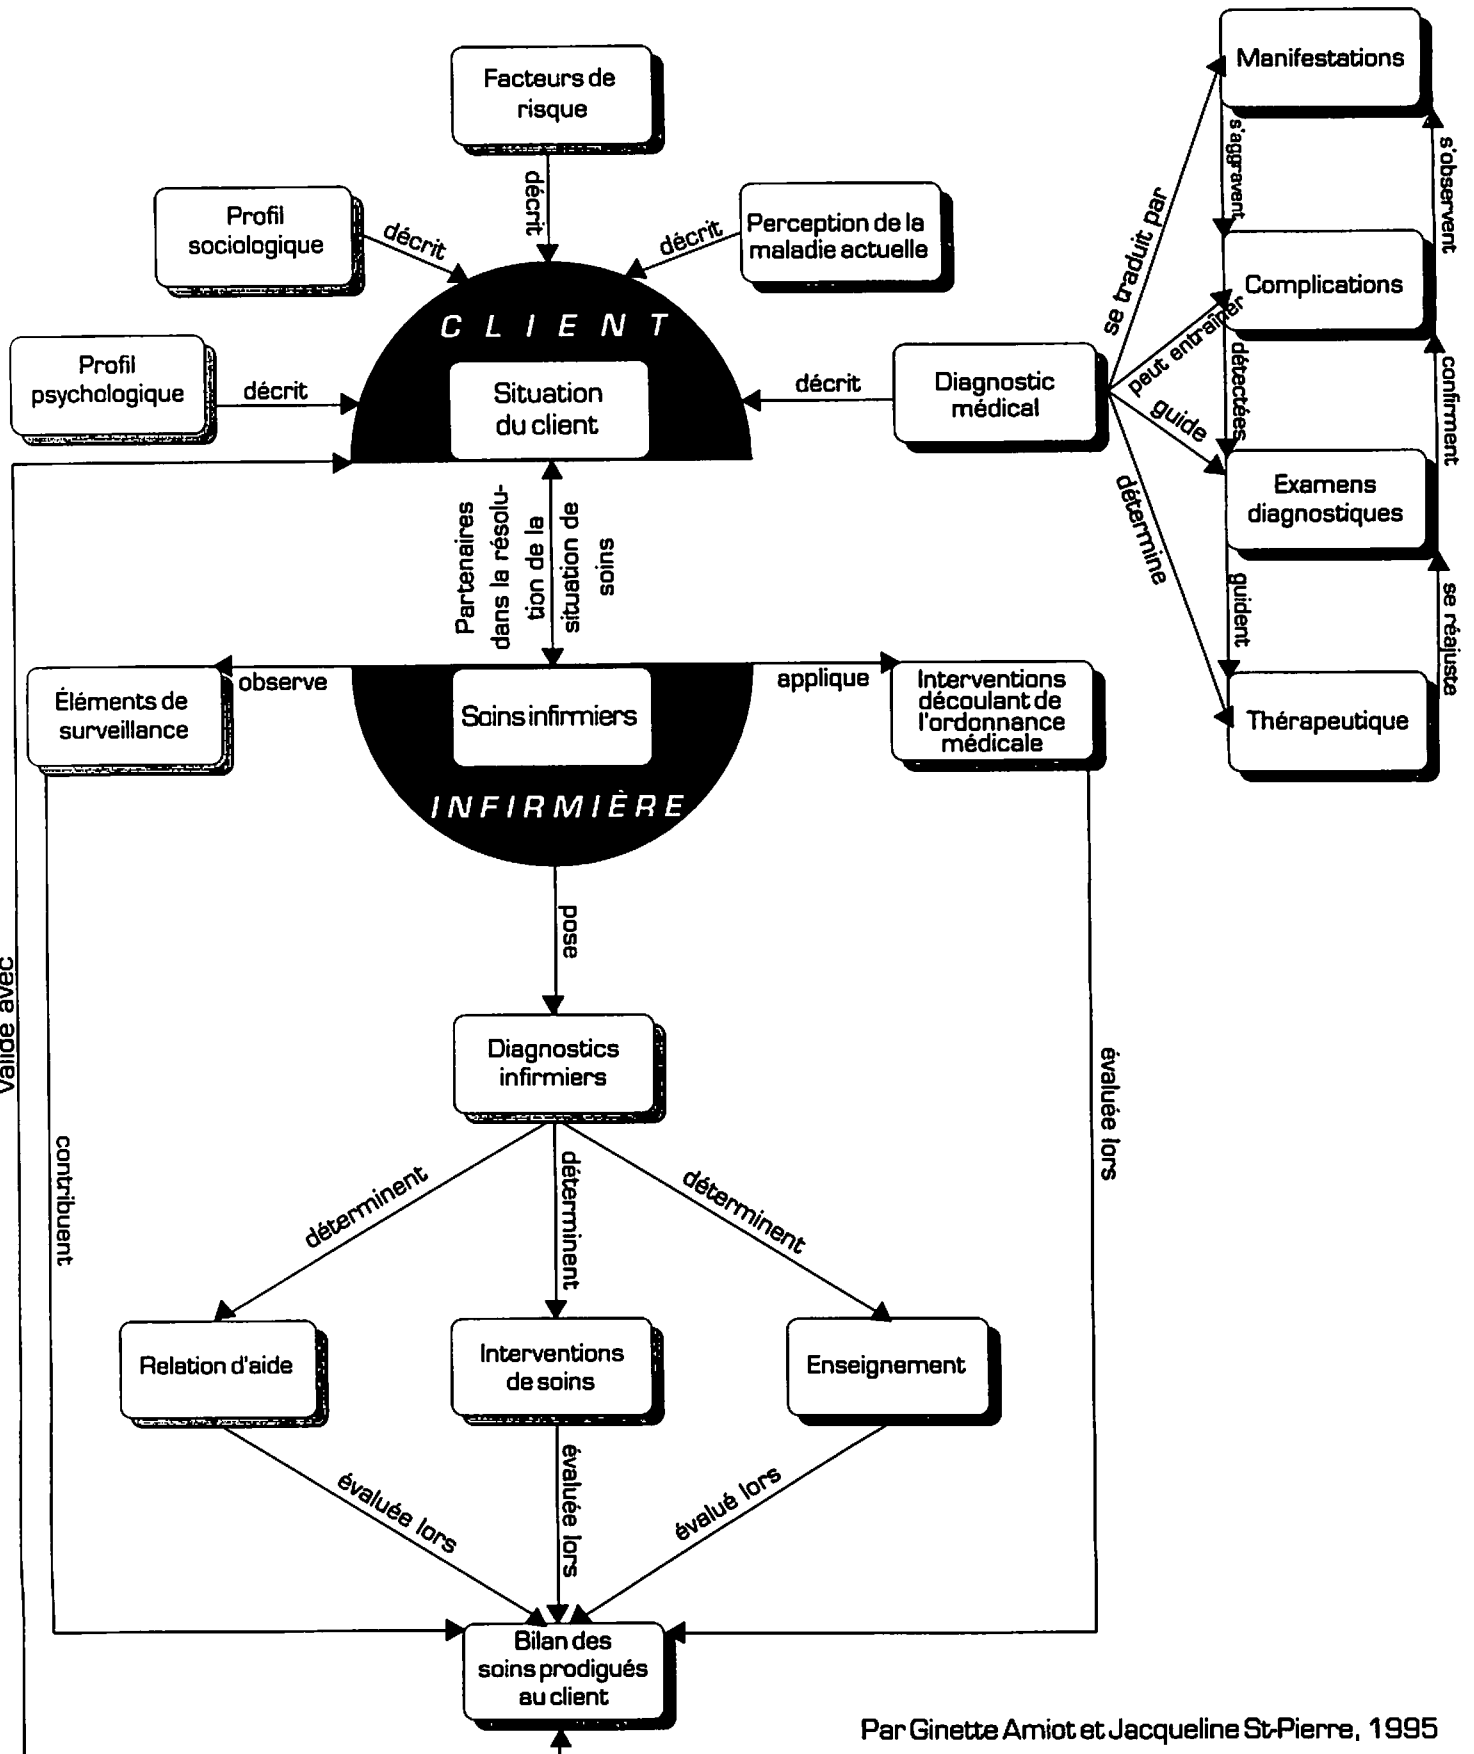 Manifestations
Facteurs de
risque
s'aggravent
s'observent
décrit
Profil
sociologique
décrit
décrit
Perception de la
maladie actuelle
se traduit par
Complications
CLIENT
peut entraîner
Profil
psychologique
décrit
Situation
du client
décrit
Diagnostic
médical
détectées
confirment
guide
Examens
diagnostiques
détermine
Partenaires
dans la résolu-
tion de la
situation de
soins
guident
se réajuste
observe
applique
Éléments de
surveillance
Soins infirmiers
Interventions
découlant de
l'ordonnance
médicale
Thérapeutique
INFIRMIÈRE
pose
Valide avec
Diagnostics
infirmiers
évaluée lors
contribuent
déterminent
déterminent
déterminent
Relation d'aide
Interventions
de soins
Enseignement
évaluée lors
évaluée lors
évalué lors
Bilan des
soins prodigués
au client
Par Ginette Amiot et Jacqueline St-Pierre, 1995